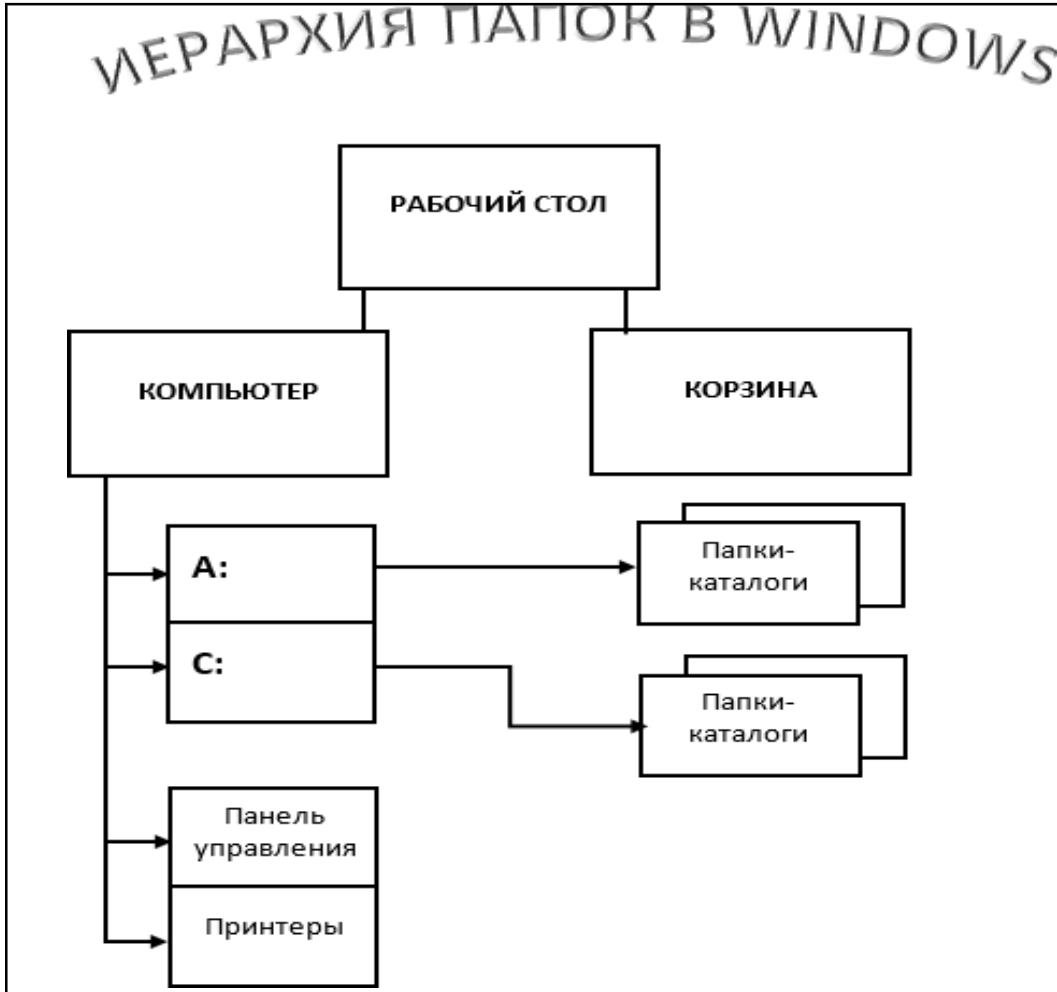 ИЕРАРХИЯ ПАПОК В WINDOWS
РАБОЧИЙ СТОЛ
КОМПЬЮТЕР
КОРЗИНА
A:
Папки-
каталоги
C:
Папки-
каталоги
Панель
управления
Принтеры